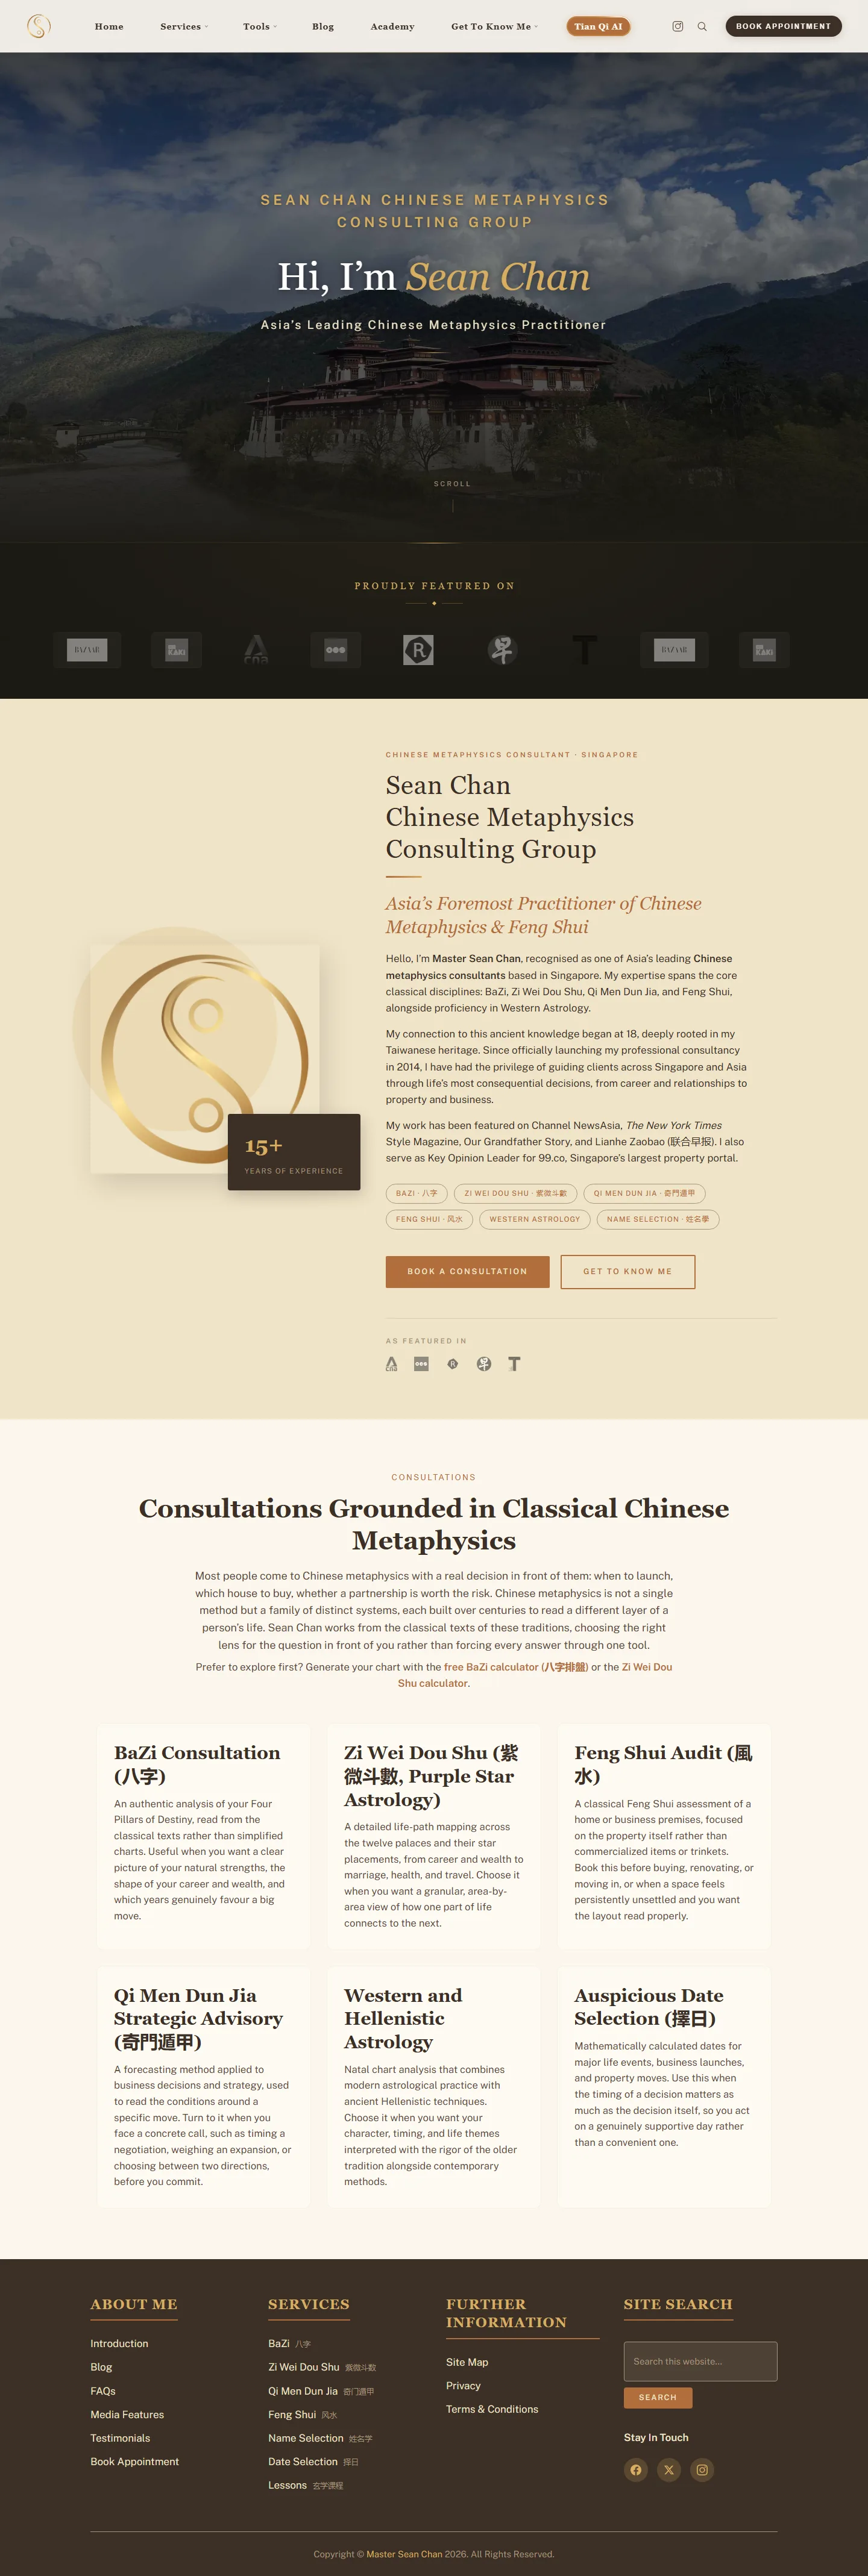 Home Services Tools Blog Academy Get To Know Me Tian Qi AI BOOK APPOINTMENT
SEAN CHAN CHINESE METAPHYSICS
CONSULTING GROUP
Hi, I'm Sean Chan
Asia's Leading Chinese Metaphysics Practitioner
SCROLL
PROUDLY FEATURED ON
BAZAAR KAKI cna R 早 T BAZAAR KAKI
CHINESE METAPHYSICS CONSULTANT · SINGAPORE
Sean Chan
Chinese Metaphysics
Consulting Group
Asia's Foremost Practitioner of Chinese
Metaphysics & Feng Shui
Hello, I'm Master Sean Chan, recognised as one of Asia's leading Chinese
metaphysics consultants based in Singapore. My expertise spans the core
classical disciplines: BaZi, Zi Wei Dou Shu, Qi Men Dun Jia, and Feng Shui,
alongside proficiency in Western Astrology.
My connection to this ancient knowledge began at 18, deeply rooted in my
Taiwanese heritage. Since officially launching my professional consultancy
in 2014, I have had the privilege of guiding clients across Singapore and Asia
through life's most consequential decisions, from career and relationships to
property and business.
My work has been featured on Channel NewsAsia, The New York Times
Style Magazine, Our Grandfather Story, and Lianhe Zaobao (联合早报). I also
serve as Key Opinion Leader for 99.co, Singapore's largest property portal.
15+
YEARS OF EXPERIENCE
BAZI · 八字 ZI WEI DOU SHU · 紫微斗數 QI MEN DUN JIA · 奇門遁甲
FENG SHUI · 风水 WESTERN ASTROLOGY NAME SELECTION · 姓名學
BOOK A CONSULTATION GET TO KNOW ME
AS FEATURED IN
cna R 早 T
CONSULTATIONS
Consultations Grounded in Classical Chinese
Metaphysics
Most people come to Chinese metaphysics with a real decision in front of them: when to launch,
which house to buy, whether a partnership is worth the risk. Chinese metaphysics is not a single
method but a family of distinct systems, each built over centuries to read a different layer of a
person's life. Sean Chan works from the classical texts of these traditions, choosing the right
lens for the question in front of you rather than forcing every answer through one tool.
Prefer to explore first? Generate your chart with the free BaZi calculator (八字排盤) or the Zi Wei Dou
Shu calculator.
BaZi Consultation
(八字)
An authentic analysis of your Four
Pillars of Destiny, read from the
classical texts rather than simplified
charts. Useful when you want a clear
picture of your natural strengths, the
shape of your career and wealth, and
which years genuinely favour a big
move.
Zi Wei Dou Shu (紫
微斗數, Purple Star
Astrology)
A detailed life-path mapping across
the twelve palaces and their star
placements, from career and wealth to
marriage, health, and travel. Choose it
when you want a granular, area-by-
area view of how one part of life
connects to the next.
Feng Shui Audit (風
水)
A classical Feng Shui assessment of a
home or business premises, focused
on the property itself rather than
commercialized items or trinkets.
Book this before buying, renovating, or
moving in, or when a space feels
persistently unsettled and you want
the layout read properly.
Qi Men Dun Jia
Strategic Advisory
(奇門遁甲)
A forecasting method applied to
business decisions and strategy, used
to read the conditions around a
specific move. Turn to it when you
face a concrete call, such as timing a
negotiation, weighing an expansion, or
choosing between two directions,
before you commit.
Western and
Hellenistic
Astrology
Natal chart analysis that combines
modern astrological practice with
ancient Hellenistic techniques.
Choose it when you want your
character, timing, and life themes
interpreted with the rigor of the older
tradition alongside contemporary
methods.
Auspicious Date
Selection (擇日)
Mathematically calculated dates for
major life events, business launches,
and property moves. Use this when
the timing of a decision matters as
much as the decision itself, so you act
on a genuinely supportive day rather
than a convenient one.
ABOUT ME
Introduction
Blog
FAQs
Media Features
Testimonials
Book Appointment
SERVICES
BaZi 八字
Zi Wei Dou Shu 紫微斗数
Qi Men Dun Jia 奇门遁甲
Feng Shui 风水
Name Selection 姓名学
Date Selection 择日
Lessons 玄学课程
FURTHER
INFORMATION
Site Map
Privacy
Terms & Conditions
SITE SEARCH
Search this website...
SEARCH
Stay In Touch
Copyright © Master Sean Chan 2026. All Rights Reserved.